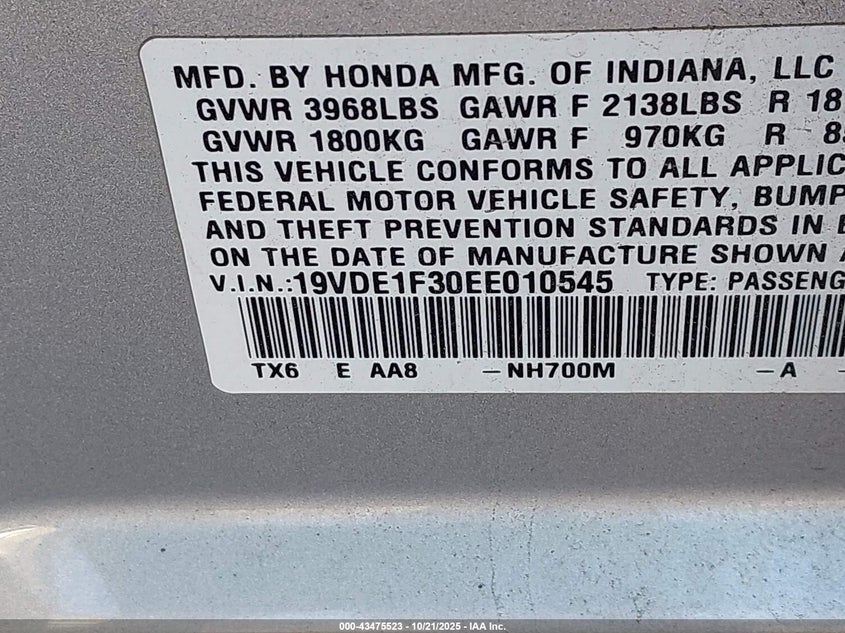 MFD. BY HONDA MFG. OF INDIANA, LLC
GVWR 3968LBS GAWR F 2138LBS R 18
GVWR 1800KG GAWR F 970KG R 8
THIS VEHICLE CONFORMS TO ALL APPLIC
FEDERAL MOTOR VEHICLE SAFETY, BUMP
AND THEFT PREVENTION STANDARDS IN E
ON THE DATE OF MANUFACTURE SHOWN A
V.I.N.:19VDE1F30EE010545 TYPE: PASSENG
TX6 E AA8 -NH700M -A -
000-43475523 - 10/21/2025 - IAA Inc.